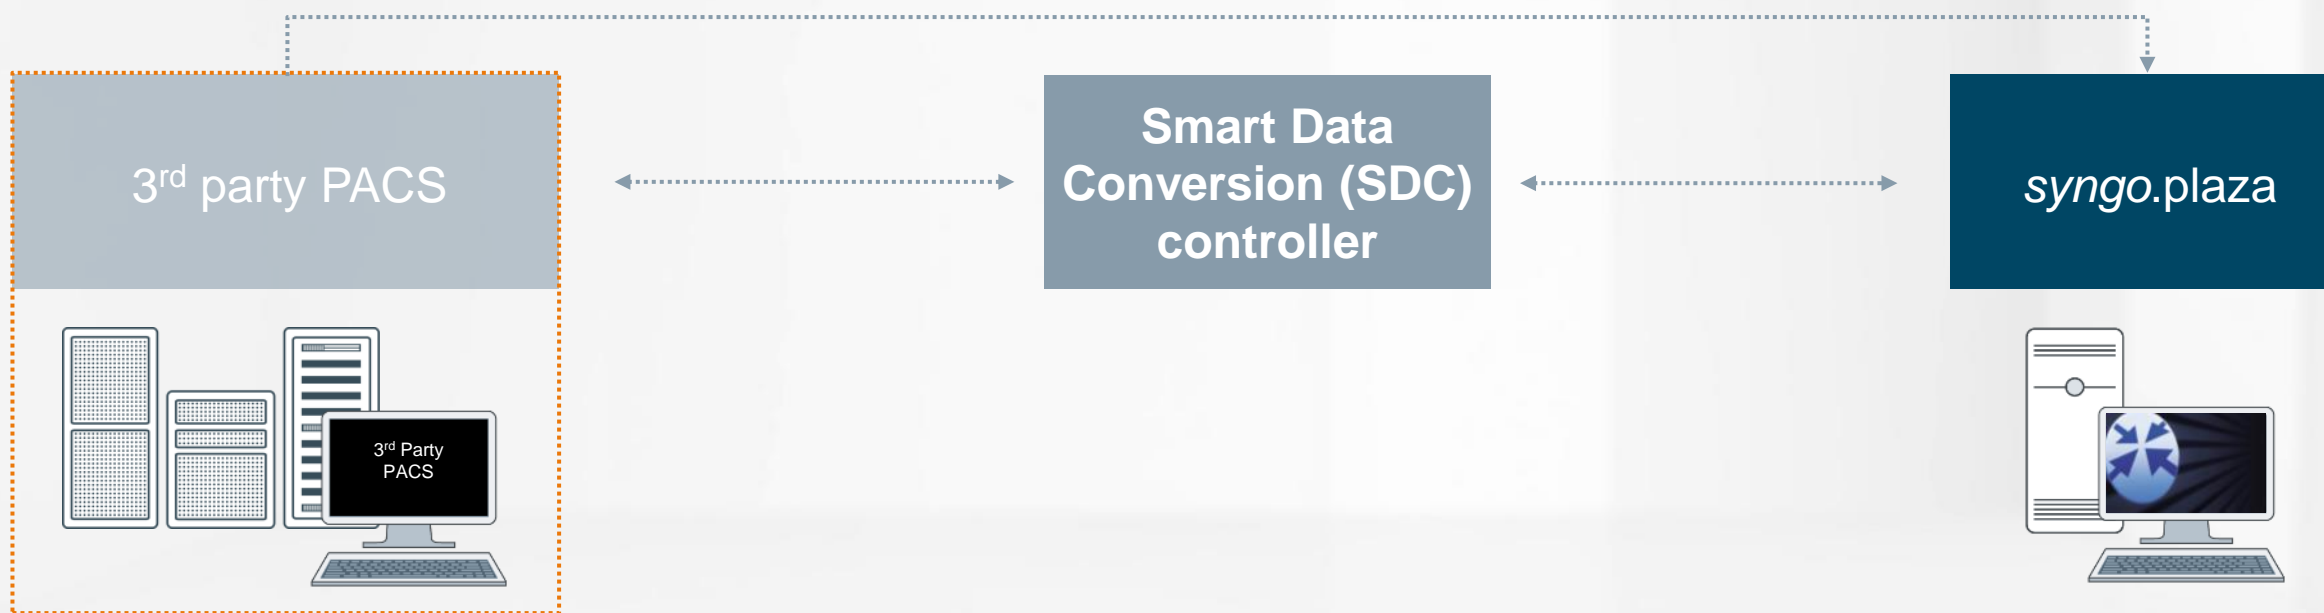 3rd party PACS
Smart Data
Conversion (SDC)
controller
syngo.plaza
3rd Party
PACS